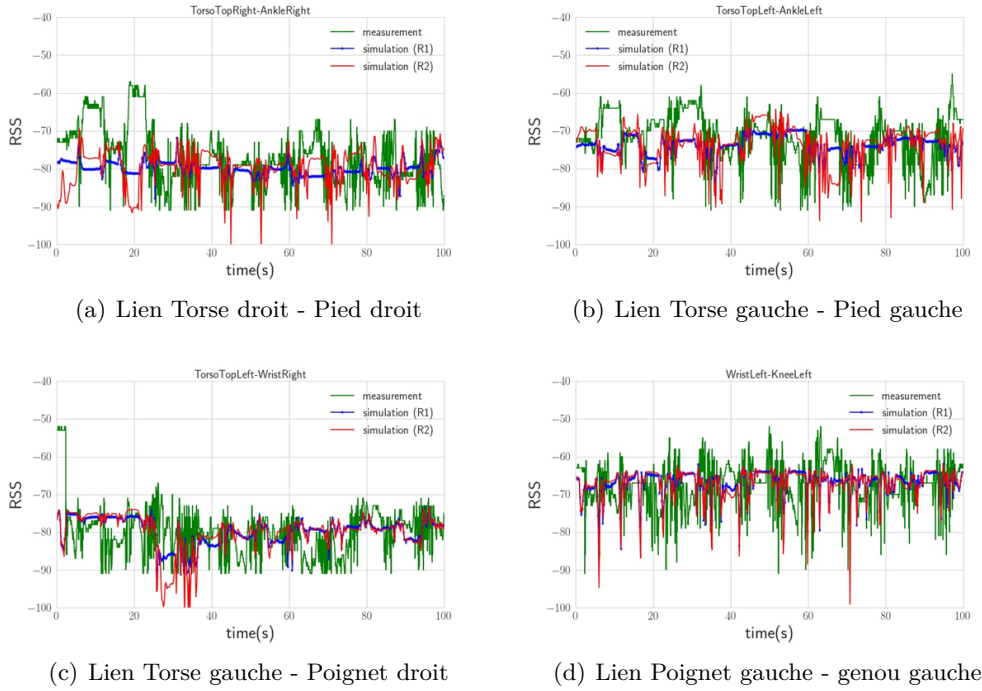 TorsoTopRight-AnkleRight
−40
−50
−60
−70
−80
−90
−100
RSS
measurement
simulation (R1)
simulation (R2)
0 20 40 60 80 100
time(s)
(a) Lien Torse droit - Pied droit
TorsoTopLeft-AnkleLeft
−40
−50
−60
−70
−80
−90
−100
RSS
measurement
simulation (R1)
simulation (R2)
0 20 40 60 80 100
time(s)
(b) Lien Torse gauche - Pied gauche
TorsoTopLeft-WristRight
−40
−50
−60
−70
−80
−90
−100
RSS
measurement
simulation (R1)
simulation (R2)
0 20 40 60 80 100
time(s)
(c) Lien Torse gauche - Poignet droit
WristLeft-KneeLeft
−40
−50
−60
−70
−80
−90
−100
RSS
measurement
simulation (R1)
simulation (R2)
0 20 40 60 80 100
time(s)
(d) Lien Poignet gauche - genou gauche